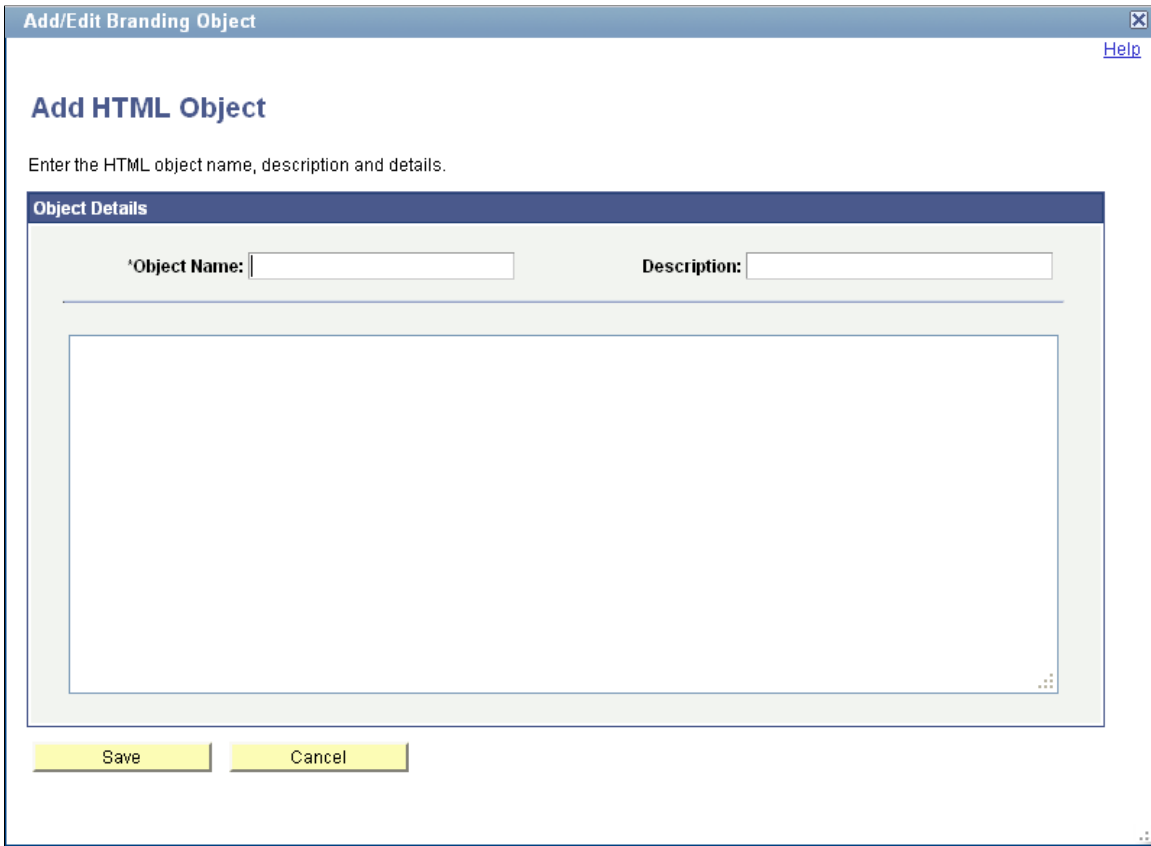 Add/Edit Branding Object
Help
Add HTML Object
Enter the HTML object name, description and details.
Object Details
*Object Name: Description:
Save Cancel